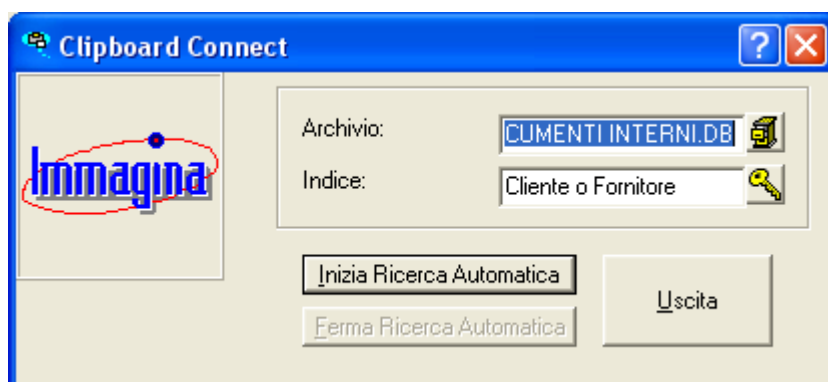 Clipboard Connect
Immagina
Archivio:
CUMENTI INTERNI.DB
Indice:
Cliente o Fornitore
Inizia Ricerca Automatica
Ferma Ricerca Automatica
Uscita